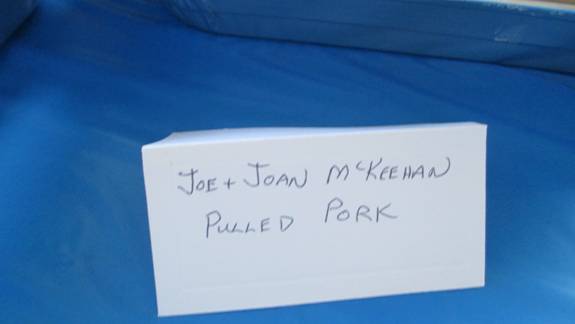 JOE + JOAN McKEEHAN
PULLED PORK